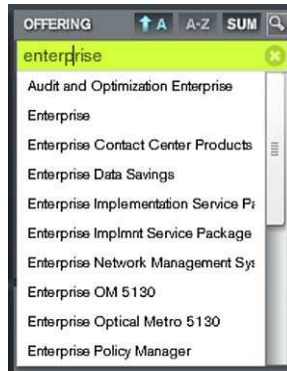 OFFERING A A-Z SUM
enterprise
Audit and Optimization Enterprise
Enterprise
Enterprise Contact Center Products
Enterprise Data Savings
Enterprise Implementation Service Pa
Enterprise Implmnt Service Package
Enterprise Network Management Sys
Enterprise OM 5130
Enterprise Optical Metro 5130
Enterprise Policy Manager